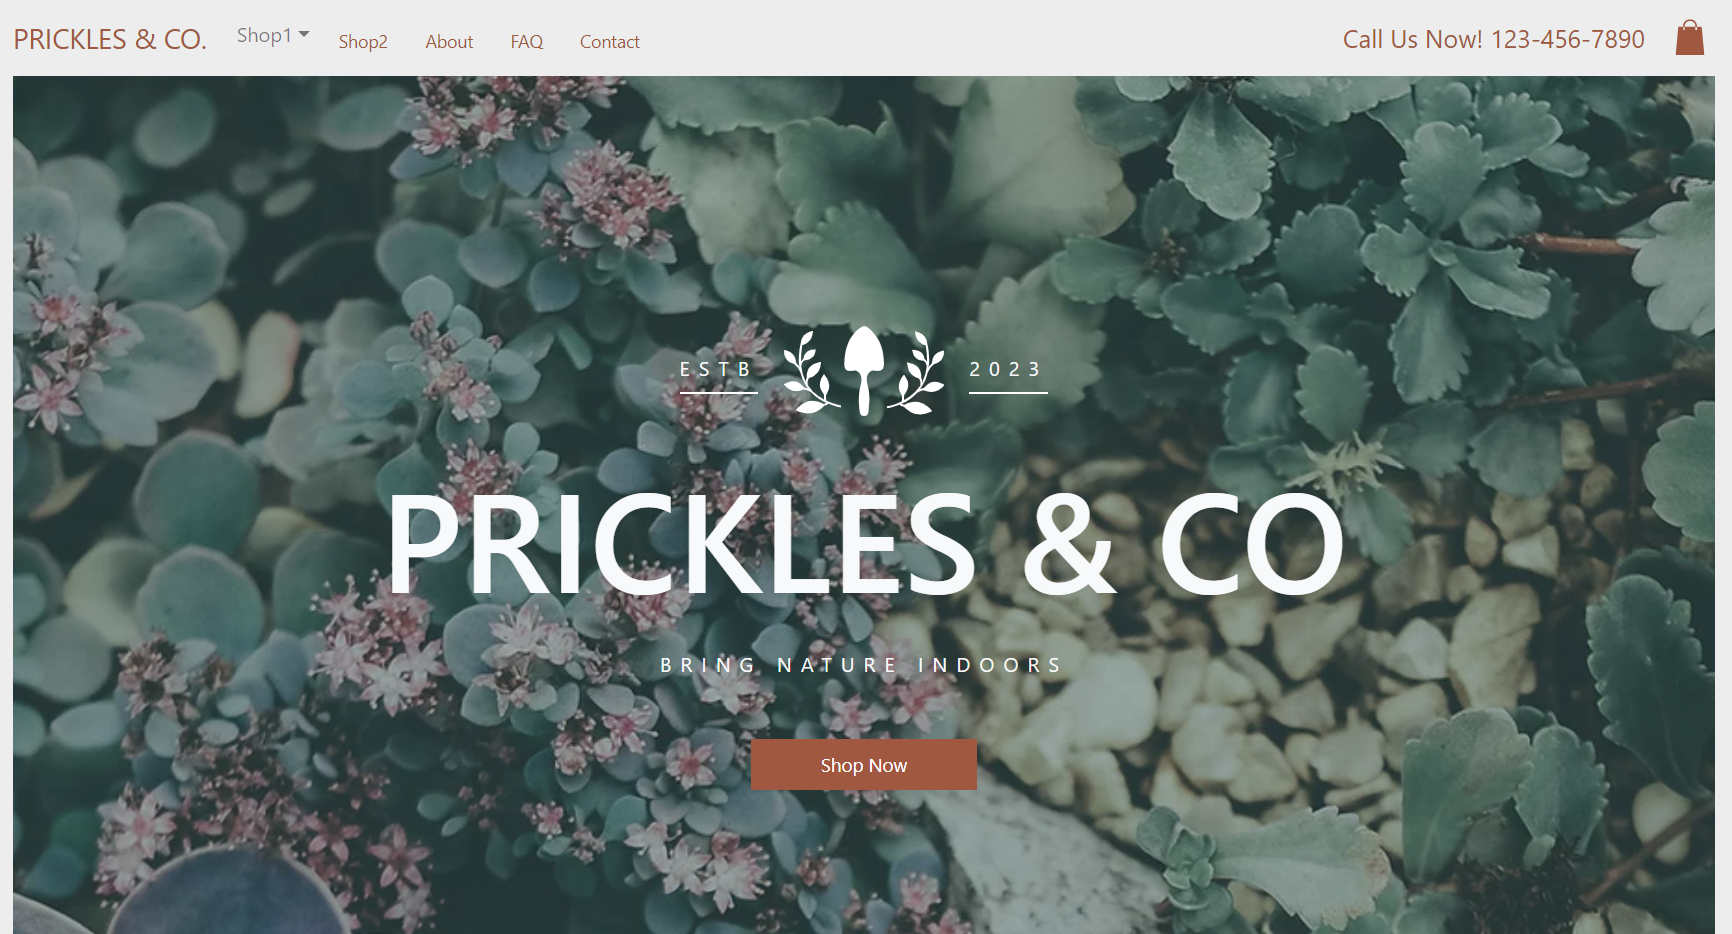 PRICKLES & CO. Shop1 Shop2 About FAQ Contact Call Us Now! 123-456-7890
ESTB 2023
PRICKLES & CO
BRING NATURE INDOORS
Shop Now